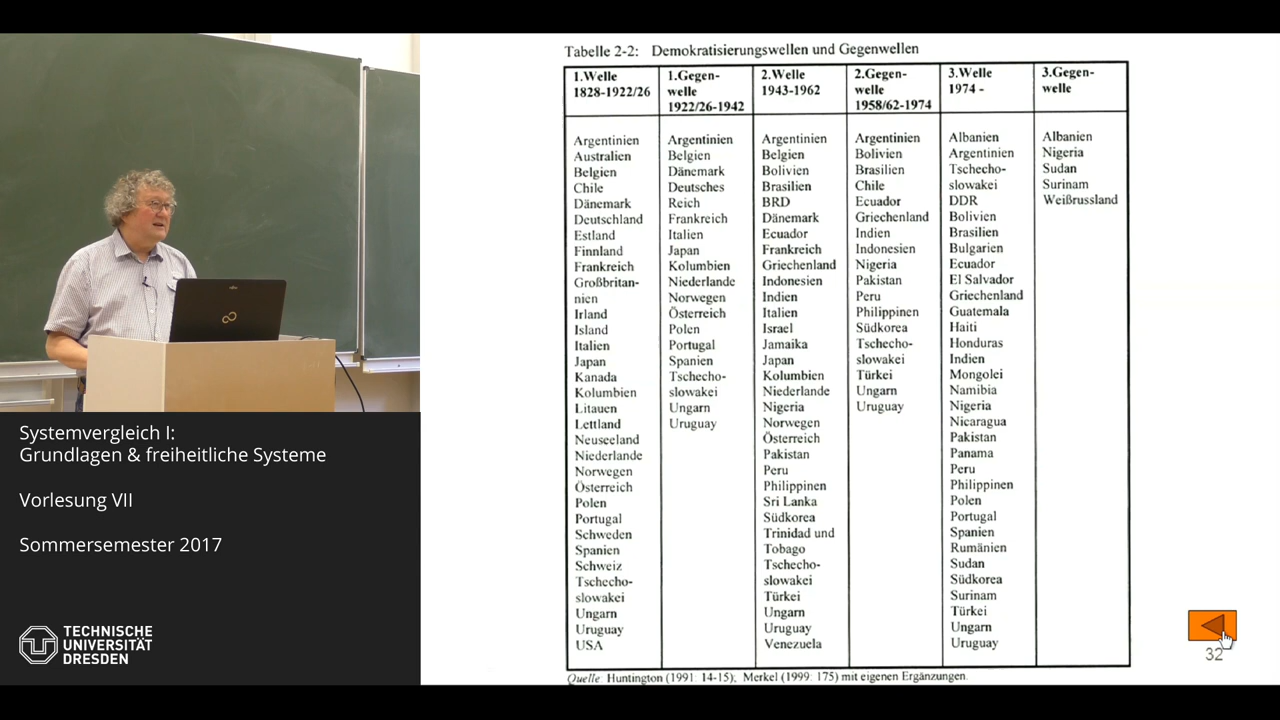 Tabelle 2-2: Demokratisierungswellen und Gegenwellen
1.Welle
1828-1922/26
1.Gegen-
welle
1922/26-1942
2.Welle
1943-1962
2.Gegen-
welle
1958/62-1974
3.Welle
1974 -
3.Gegen-
welle
Argentinien
Australien
Belgien
Chile
Dänemark
Deutschland
Estland
Finnland
Frankreich
Großbritan-
nien
Irland
Island
Italien
Japan
Kanada
Kolumbien
Litauen
Lettland
Neuseeland
Niederlande
Norwegen
Österreich
Polen
Portugal
Schweden
Spanien
Schweiz
Tschecho-
slowakei
Ungarn
Uruguay
USA
Argentinien
Belgien
Dänemark
Deutsches
Reich
Frankreich
Italien
Japan
Kolumbien
Niederlande
Norwegen
Österreich
Polen
Portugal
Spanien
Tschecho-
slowakei
Ungarn
Uruguay
Argentinien
Belgien
Bolivien
Brasilien
BRD
Dänemark
Ecuador
Frankreich
Griechenland
Indonesien
Indien
Italien
Israel
Jamaika
Japan
Kolumbien
Niederlande
Nigeria
Norwegen
Österreich
Pakistan
Peru
Philippinen
Sri Lanka
Südkorea
Trinidad und
Tobago
Tschecho-
slowakei
Türkei
Ungarn
Uruguay
Venezuela
Argentinien
Bolivien
Brasilien
Chile
Ecuador
Griechenland
Indien
Indonesien
Nigeria
Pakistan
Peru
Philippinen
Südkorea
Tschecho-
slowakei
Türkei
Ungarn
Uruguay
Albanien
Argentinien
Tschecho-
slowakei
DDR
Bolivien
Brasilien
Bulgarien
Ecuador
El Salvador
Griechenland
Guatemala
Haiti
Honduras
Indien
Mongolei
Namibia
Nigeria
Nicaragua
Pakistan
Panama
Peru
Philippinen
Polen
Portugal
Spanien
Rumänien
Sudan
Südkorea
Surinam
Türkei
Ungarn
Uruguay
Albanien
Nigeria
Sudan
Surinam
Weißrussland
Quelle: Huntington (1991: 14-15); Merkel (1999: 175) mit eigenen Ergänzungen.
32
Systemvergleich I:
Grundlagen & freiheitliche Systeme
Vorlesung VII
Sommersemester 2017
TECHNISCHE
UNIVERSITÄT
DRESDEN